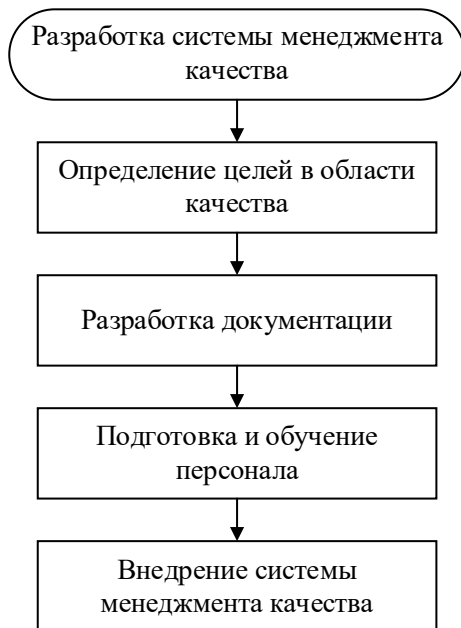 Разработка системы менеджмента
качества
Определение целей в области
качества
Разработка документации
Подготовка и обучение
персонала
Внедрение системы
менеджмента качества